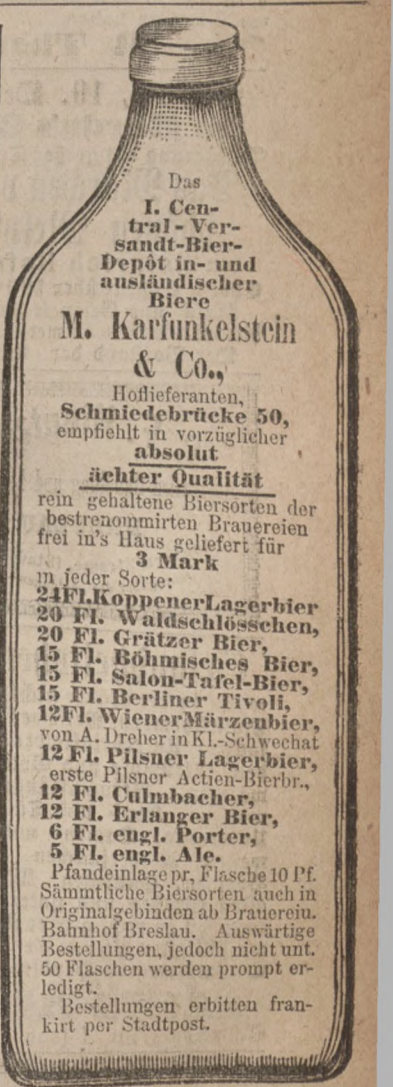 Das
I. Cen-
tral-Ver-
sandt-Bier-
Depôt in- und
ausländischer
Biere
M. Karfunkelstein
& Co.,
Hoflieferanten,
Schmiedebrücke 50,
empfiehlt in vorzüglicher
absolut
ächter Qualität
rein gehaltene Biersorten der
bestrenommirten Brauereien
frei in's Haus geliefert für
3 Mark
in jeder Sorte:
24 Fl. Koppener Lagerbier
20 Fl. Waldschlösschen,
20 Fl. Grätzer Bier,
15 Fl. Böhmisches Bier,
15 Fl. Salon-Tafel-Bier,
15 Fl. Berliner Tivoli,
12 Fl. Wiener Märzenbier,
von A. Dreher in Kl.-Schwechat
12 Fl. Pilsner Lagerbier,
erste Pilsner Actien-Bierbr.,
12 Fl. Culmbacher,
12 Fl. Erlanger Bier,
6 Fl. engl. Porter,
5 Fl. engl. Ale.
Pfandeinlage pr, Flasche 10 Pf.
Sämmtliche Biersorten auch in
Originalgebinden ab Brauereiu.
Bahnhof Breslau. Auswärtige
Bestellungen, jedoch nicht unt.
50 Flaschen werden prompt er-
ledigt.
Bestellungen erbitten fran-
kirt per Stadtpost.